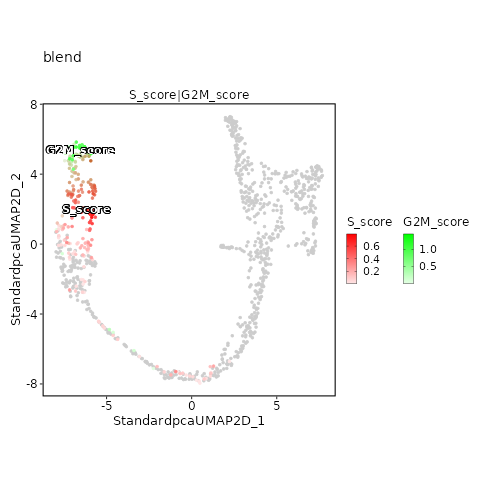 blend
S_score|G2M_score
8
4
0
-4
-8
StandardpcaUMAP2D_2
G2M_score
S_score
-5
0
5
StandardpcaUMAP2D_1
S_score
0.6
0.4
0.2
G2M_score
1.0
0.5